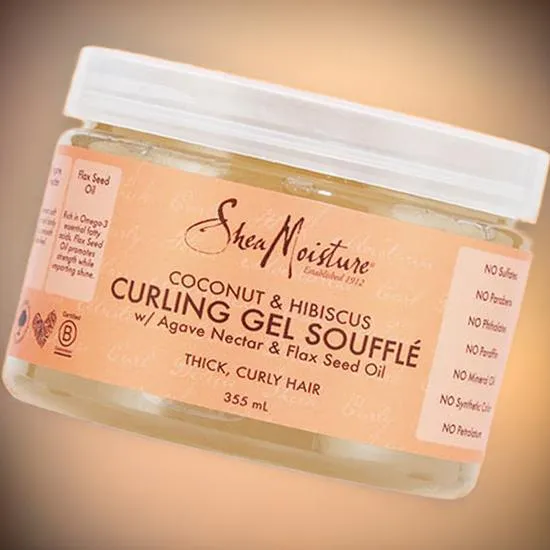 Flax Seed
Oil
Rich in Omega-3
essential fatty
acids, Flax Seed
Oil promotes
strength while
imparting shine.
Certified
B
SheaMoisture®
Established 1912
COCONUT & HIBISCUS
CURLING GEL SOUFFLÉ
w/ Agave Nectar & Flax Seed Oil
THICK, CURLY HAIR
355 mL
NO Sulfates
NO Parabens
NO Phthalates
NO Paraffin
NO Mineral Oil
NO Synthetic Color
NO Petrolatum